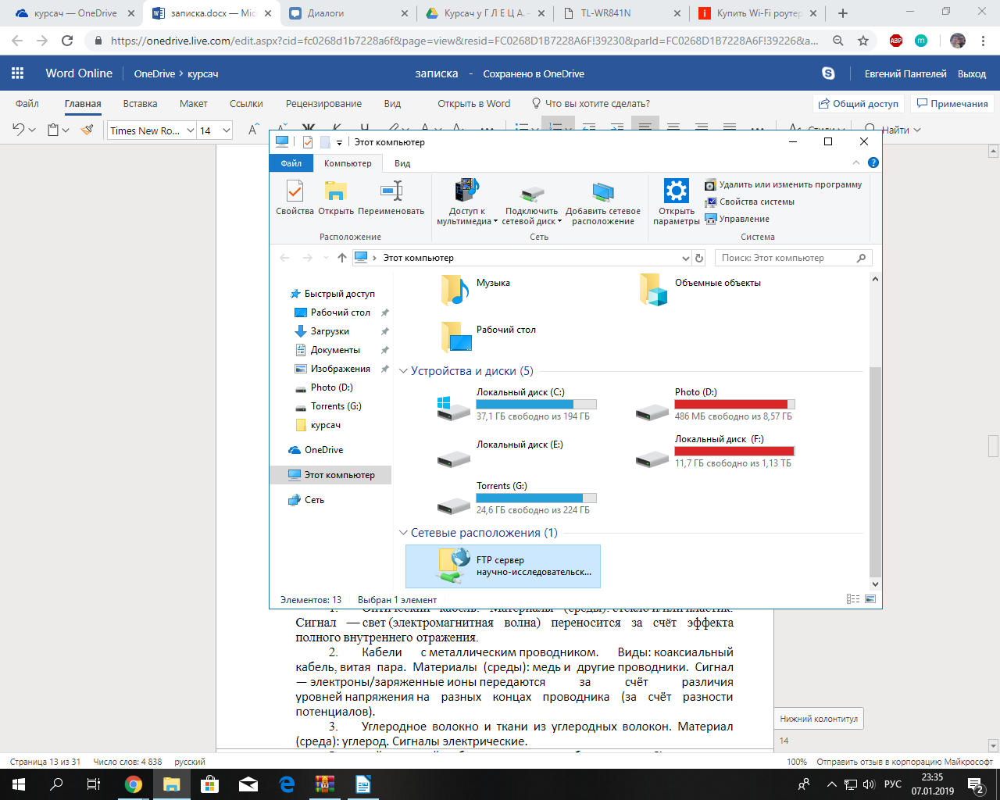 курсач — OneDrive
записка.docx — Mic
Диалоги
Курсач у Г Л Е Ц А. -
TL-WR841N
Купить Wi-Fi роутер
https://onedrive.live.com/edit.aspx?cid=fc0268d1b7228a6f&page=view&resid=FC0268D1B7228A6F!39230&parId=FC0268D1B7228A6F!39226&a...
ABP
m
Word Online
OneDrive > курсач
записка - Сохранено в OneDrive
Евгений Пантелей Выход
Файл Главная Вставка Макет Ссылки Рецензирование Вид Открыть в Word Что вы хотите сделать?
Общий доступ Примечания
Times New Ro... 14
Найти
Этот компьютер
Файл Компьютер Вид
Свойства Открыть Переименовать
Расположение
Доступ к мультимедиа
Подключить сетевой диск
Добавить сетевое расположение
Сеть
Открыть параметры
Удалить или изменить программу
Свойства системы
Управление
Система
Этот компьютер
Поиск: Этот компьютер
Быстрый доступ
Рабочий стол
Загрузки
Документы
Изображения
Photo (D:)
Torrents (G:)
курсач
OneDrive
Этот компьютер
Сеть
Музыка
Объемные объекты
Рабочий стол
Устройства и диски (5)
Локальный диск (C:)
37,1 ГБ свободно из 194 ГБ
Photo (D:)
486 МБ свободно из 8,57 ГБ
Локальный диск (E:)
Локальный диск (F:)
11,7 ГБ свободно из 1,13 ТБ
Torrents (G:)
24,6 ГБ свободно из 224 ГБ
Сетевые расположения (1)
FTP сервер
научно-исследовательск...
Элементов: 13 Выбран 1 элемент
1. Оптический кабель. Материалы (среды): стекло и или пластик.
Сигнал — свет (электромагнитная волна) переносится за счёт эффекта
полного внутреннего отражения.
2. Кабели с металлическим проводником. Виды: коаксиальный
кабель, витая пара. Материалы (среды): медь и другие проводники. Сигнал
— электроны/заряженные ионы передаются за счёт различия
уровней напряжения на разных концах проводника (за счёт разности
потенциалов).
3. Углеродное волокно и ткани из углеродных волокон. Материал
(среда): углерод. Сигналы электрические.
Нижний колонтитул
14
Страница 13 из 31 Число слов: 4 838 русский
100% Отправить отзыв в корпорацию Майкрософт
РУС
23:35
07.01.2019
2